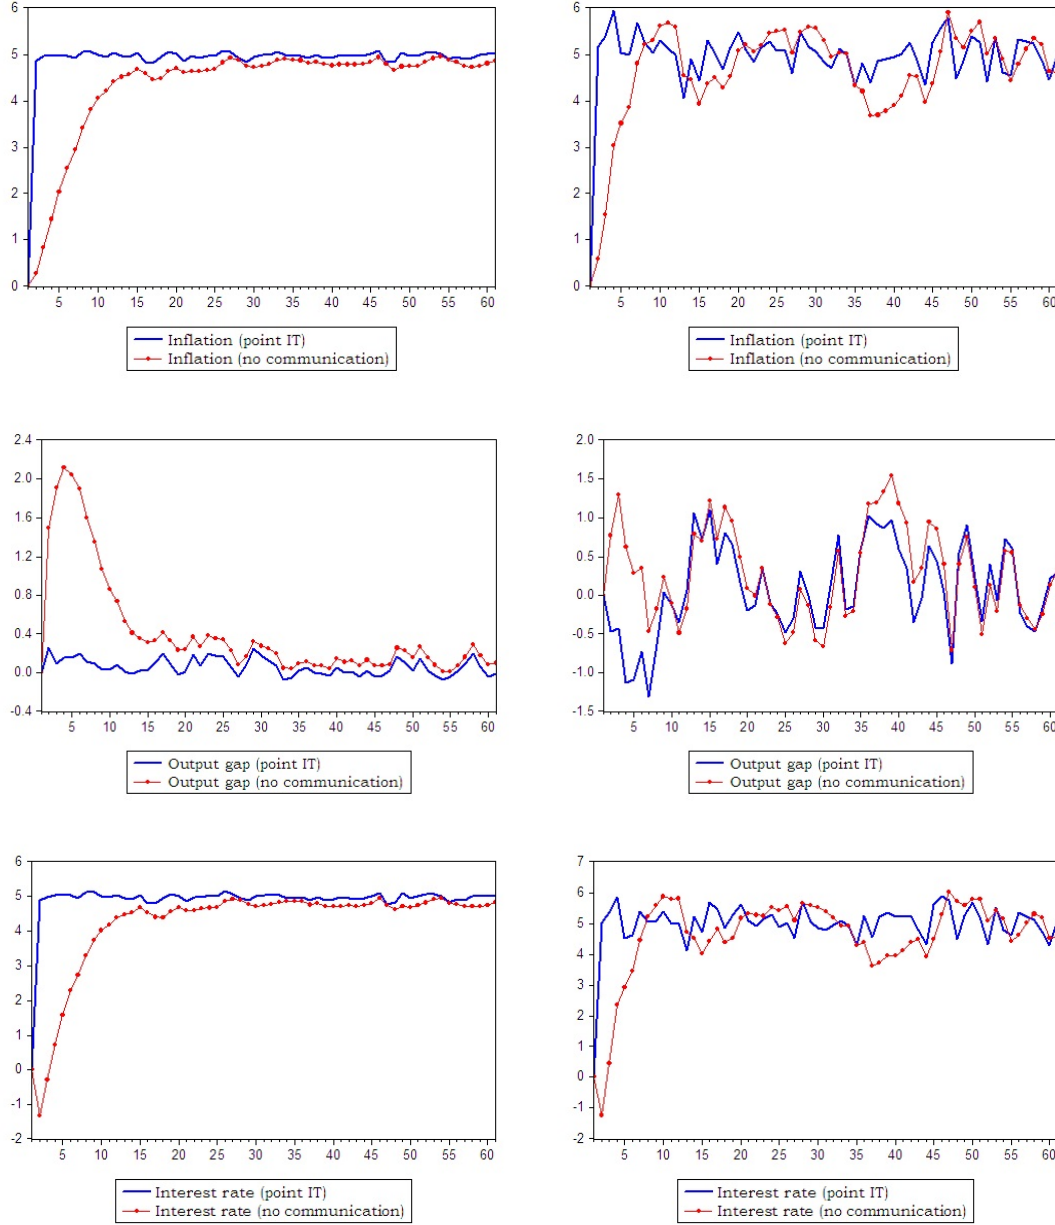 6
5
4
3
2
1
0
5 10 15 20 25 30 35 40 45 50 55 60
Inflation (point IT)
Inflation (no communication)
6
5
4
3
2
1
0
5 10 15 20 25 30 35 40 45 50 55 60
Inflation (point IT)
Inflation (no communication)
2.4
2.0
1.6
1.2
0.8
0.4
0.0
-0.4
5 10 15 20 25 30 35 40 45 50 55 60
Output gap (point IT)
Output gap (no communication)
2.0
1.5
1.0
0.5
0.0
-0.5
-1.0
-1.5
5 10 15 20 25 30 35 40 45 50 55 60
Output gap (point IT)
Output gap (no communication)
6
5
4
3
2
1
0
-1
-2
5 10 15 20 25 30 35 40 45 50 55 60
Interest rate (point IT)
Interest rate (no communication)
7
6
5
4
3
2
1
0
-1
-2
5 10 15 20 25 30 35 40 45 50 55 60
Interest rate (point IT)
Interest rate (no communication)